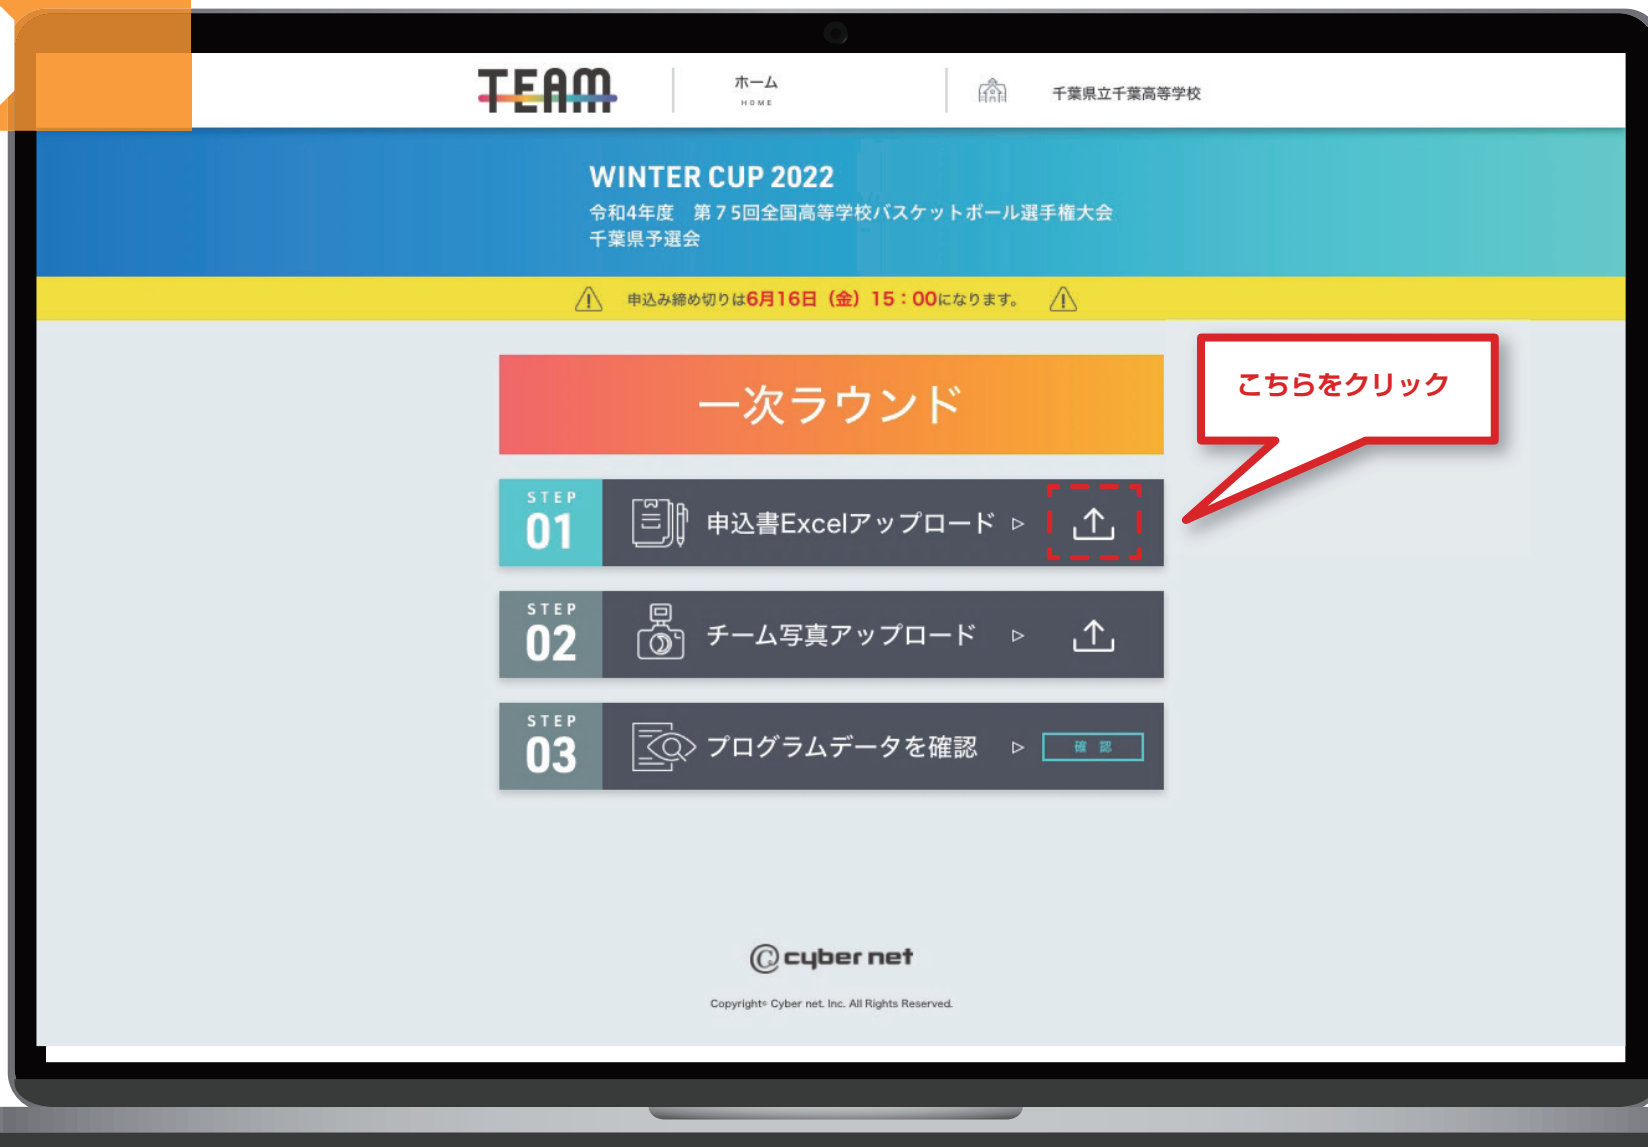 TEAM
ホーム
HOME
千葉県立千葉高等学校
WINTER CUP 2022
令和4年度　第７5回全国高等学校バスケットボール選手権大会
千葉県予選会
申込み締め切りは6月16日（金）15：00になります。
こちらをクリック
一次ラウンド
STEP
01
申込書Excelアップロード
STEP
02
チーム写真アップロード
STEP
03
プログラムデータを確認
確認
cyber net
Copyright© Cyber net. Inc. All Rights Reserved.